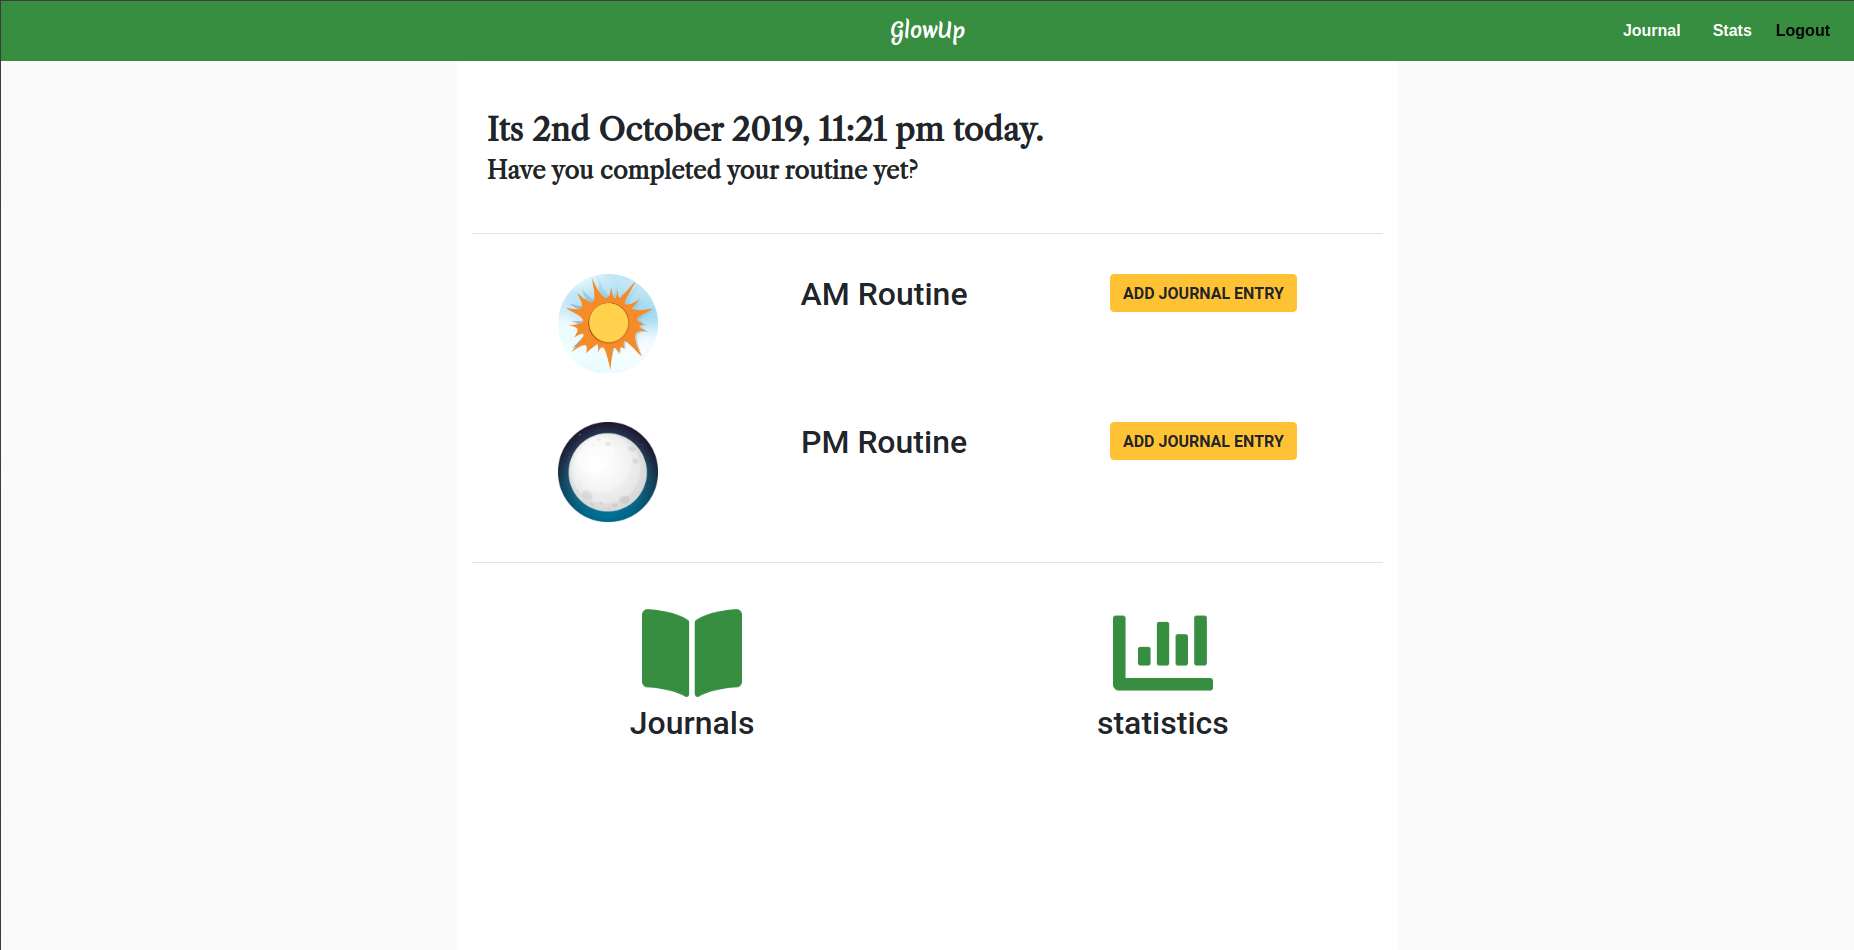 GlowUp
Journal Stats Logout
Its 2nd October 2019, 11:21 pm today.
Have you completed your routine yet?
AM Routine
ADD JOURNAL ENTRY
PM Routine
ADD JOURNAL ENTRY
Journals
statistics